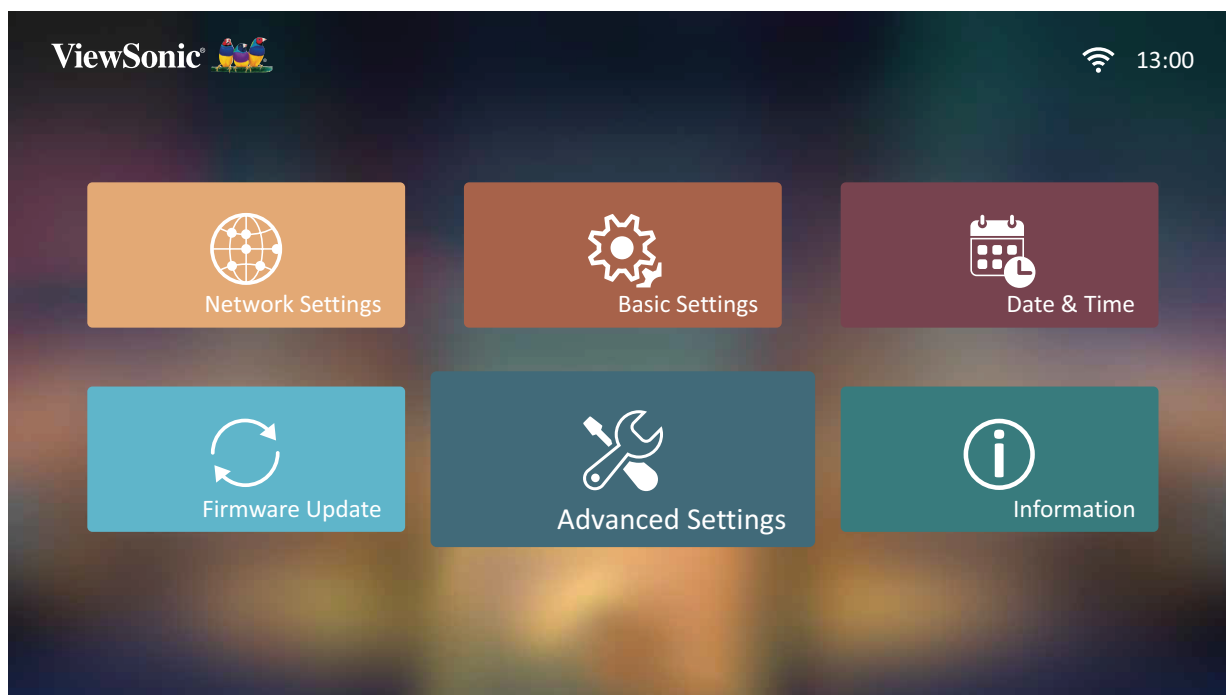 ViewSonic®
13:00
Network Settings
Basic Settings
Date & Time
Firmware Update
Advanced Settings
Information